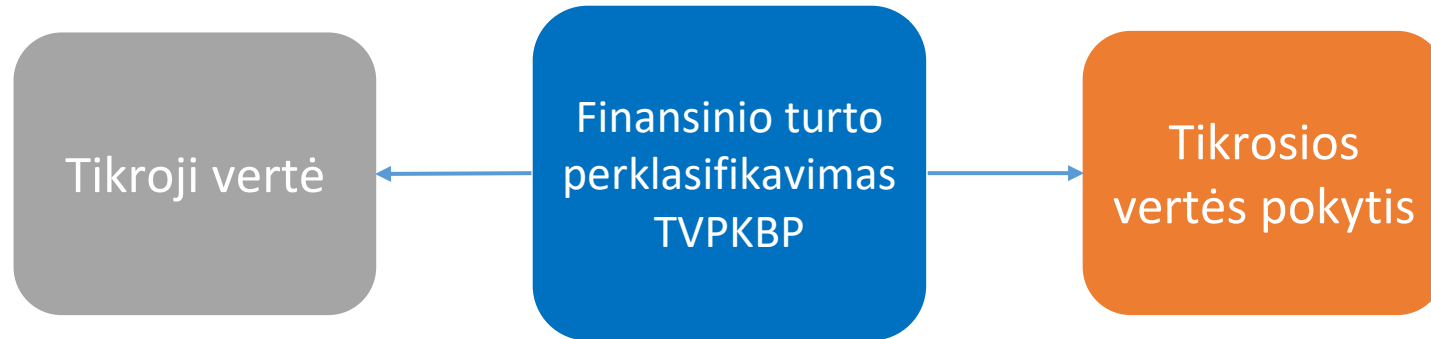 Tikroji vertė
Finansinio turto
perklasifikavimas
TVPKBP
Tikrosios
vertės pokytis